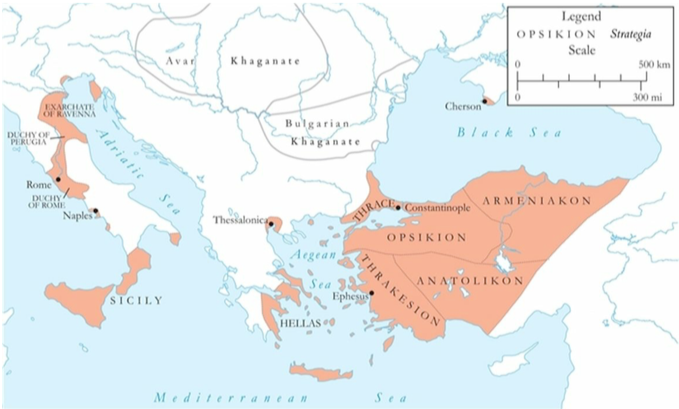 Legend
OPSIKION Strategia
Scale
0 500 km
0 300 mi
Avar Khaganate
Cherson
Black Sea
Bulgarian
Khaganate
EXARCHATE
OF RAVENNA
DUCHY OF
PERUGIA
Adriatic Sea
Rome
DUCHY
OF ROME
Naples
Thessalonica
THRACE
Constantinople
ARMENIAKON
OPSIKION
Aegean
Sea
THRAKESION
ANATOLIKON
Ephesus
SICILY
HELLAS
Mediterranean Sea